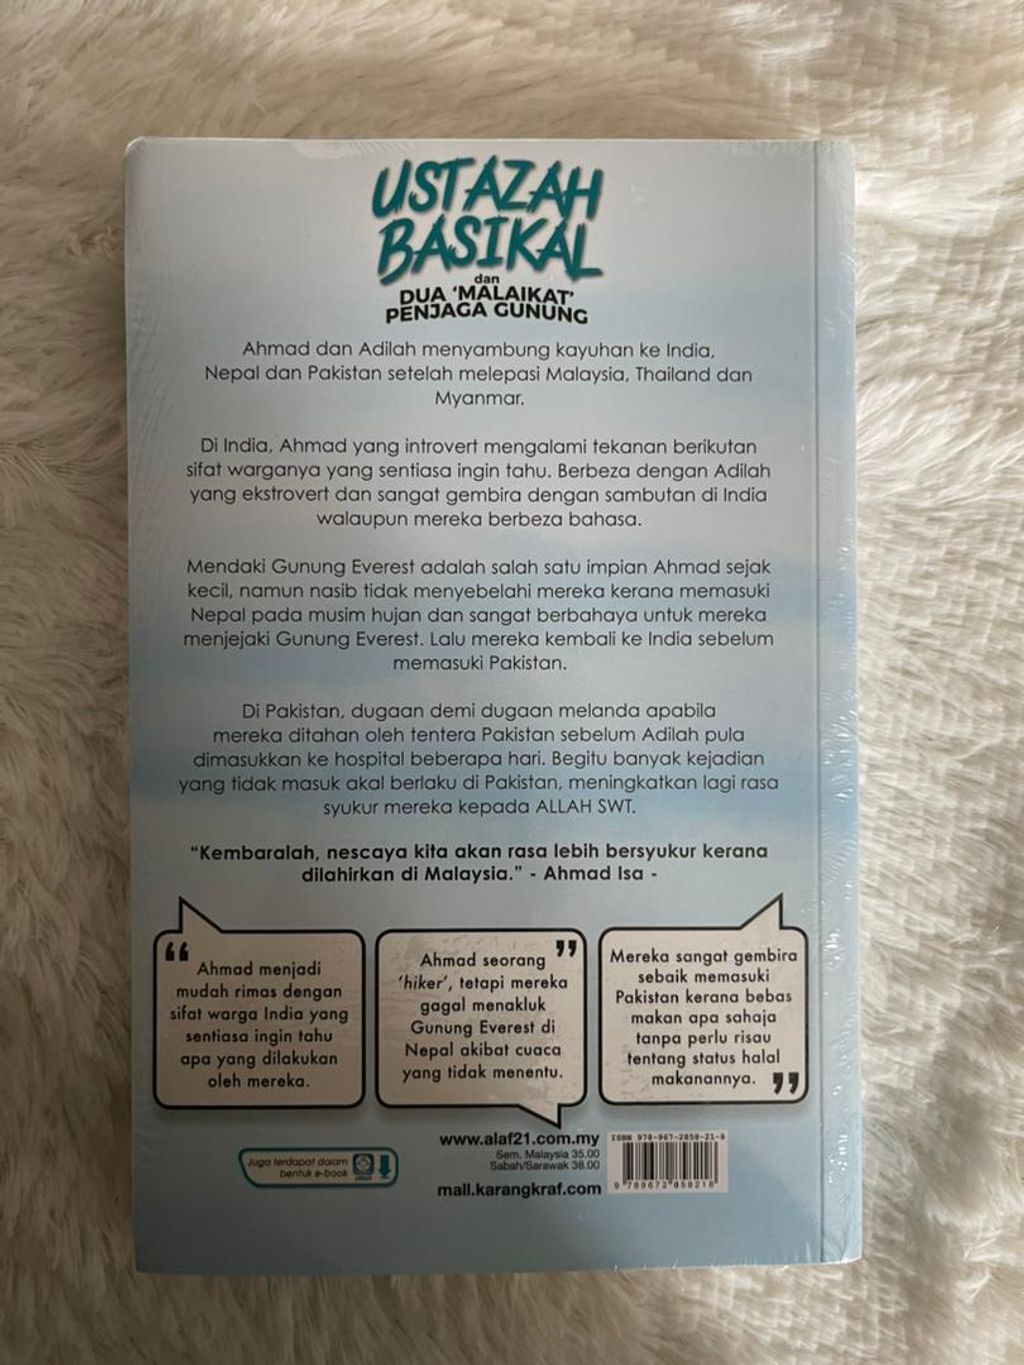 USTAZAH
BASIKAL
dan
DUA ‘MALAIKAT’
PENJAGA GUNUNG
Ahmad dan Adilah menyambung kayuhan ke India,
Nepal dan Pakistan setelah melepasi Malaysia, Thailand dan
Myanmar.
Di India, Ahmad yang introvert mengalami tekanan berikutan
sifat warganya yang sentiasa ingin tahu. Berbeza dengan Adilah
yang ekstrovert dan sangat gembira dengan sambutan di India
walaupun mereka berbeza bahasa.
Mendaki Gunung Everest adalah salah satu impian Ahmad sejak
kecil, namun nasib tidak menyebelahi mereka kerana memasuki
Nepal pada musim hujan dan sangat berbahaya untuk mereka
menjejaki Gunung Everest. Lalu mereka kembali ke India sebelum
memasuki Pakistan.
Di Pakistan, dugaan demi dugaan melanda apabila
mereka ditahan oleh tentera Pakistan sebelum Adilah pula
dimasukkan ke hospital beberapa hari. Begitu banyak kejadian
yang tidak masuk akal berlaku di Pakistan, meningkatkan lagi rasa
syukur mereka kepada ALLAH SWT.
“Kembaralah, nescaya kita akan rasa lebih bersyukur kerana
dilahirkan di Malaysia.” - Ahmad Isa -
“
Ahmad menjadi
mudah rimas dengan
sifat warga India yang
sentiasa ingin tahu
apa yang dilakukan
oleh mereka.
Ahmad seorang ”
‘hiker’, tetapi mereka
gagal menakluk
Gunung Everest di
Nepal akibat cuaca
yang tidak menentu.
Mereka sangat gembira
sebaik memasuki
Pakistan kerana bebas
makan apa sahaja
tanpa perlu risau
tentang status halal
makanannya. ”
Juga terdapat dalam
bentuk e-book
www.alaf21.com.my
Sem. Malaysia 35.00
Sabah/Sarawak 38.00
mall.karangkraf.com
ISBN 978-967-2858-21-8
9 789672 858218